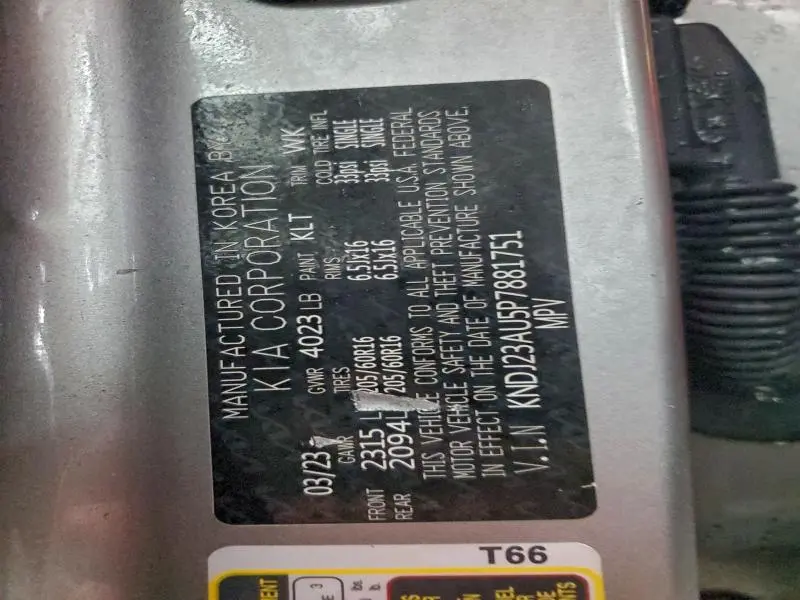 MANUFACTURED IN KOREA BY
KIA CORPORATION
03/23 GVWR 4023 LB PAINT KLT TRIM WK
GAWR TIRES RIMS COLD TIRE INFL
FRONT 2315 205/60R16 6.5Jx16 33psi SINGLE
REAR 2094 205/60R16 6.5Jx16 33psi SINGLE
THIS VEHICLE CONFORMS TO ALL APPLICABLE U.S.A. FEDERAL
MOTOR VEHICLE SAFETY AND THEFT PREVENTION STANDARDS
IN EFFECT ON THE DATE OF MANUFACTURE SHOWN ABOVE.
V.I.N KNDJ23AU5P7881751
MPV
T66
3
lbs
lb.